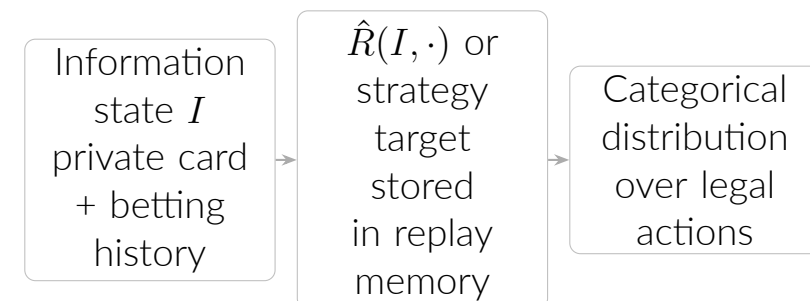 Information
state I
private card
+ betting
history
R̂(I, ·) or
strategy
target
stored
in replay
memory
Categorical
distribution
over legal
actions